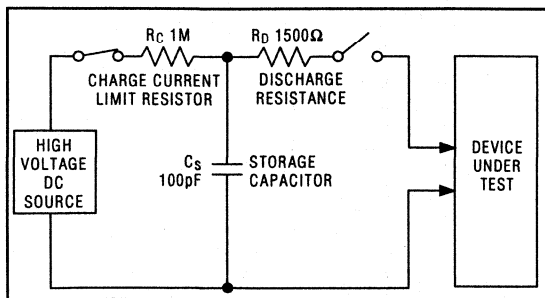 RC 1M
CHARGE CURRENT
LIMIT RESISTOR
RD 1500Ω
DISCHARGE
RESISTANCE
HIGH
VOLTAGE
DC
SOURCE
CS
100pF
STORAGE
CAPACITOR
DEVICE
UNDER
TEST